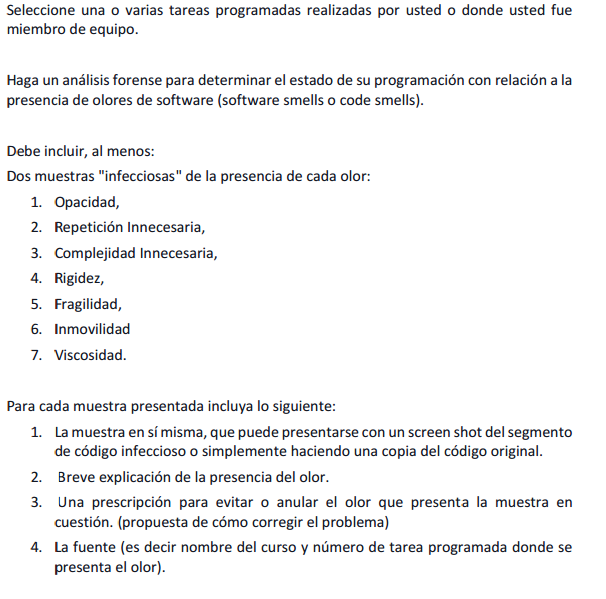 Seleccione una o varias tareas programadas realizadas por usted o donde usted fue
miembro de equipo.
Haga un análisis forense para determinar el estado de su programación con relación a la
presencia de olores de software (software smells o code smells).
Debe incluir, al menos:
Dos muestras "infecciosas" de la presencia de cada olor:
1. Opacidad,
2. Repetición Innecesaria,
3. Complejidad Innecesaria,
4. Rigidez,
5. Fragilidad,
6. Inmovilidad
7. Viscosidad.
Para cada muestra presentada incluya lo siguiente:
1. La muestra en sí misma, que puede presentarse con un screen shot del segmento
de código infeccioso o simplemente haciendo una copia del código original.
2. Breve explicación de la presencia del olor.
3. Una prescripción para evitar o anular el olor que presenta la muestra en
cuestión. (propuesta de cómo corregir el problema)
4. La fuente (es decir nombre del curso y número de tarea programada donde se
presenta el olor).